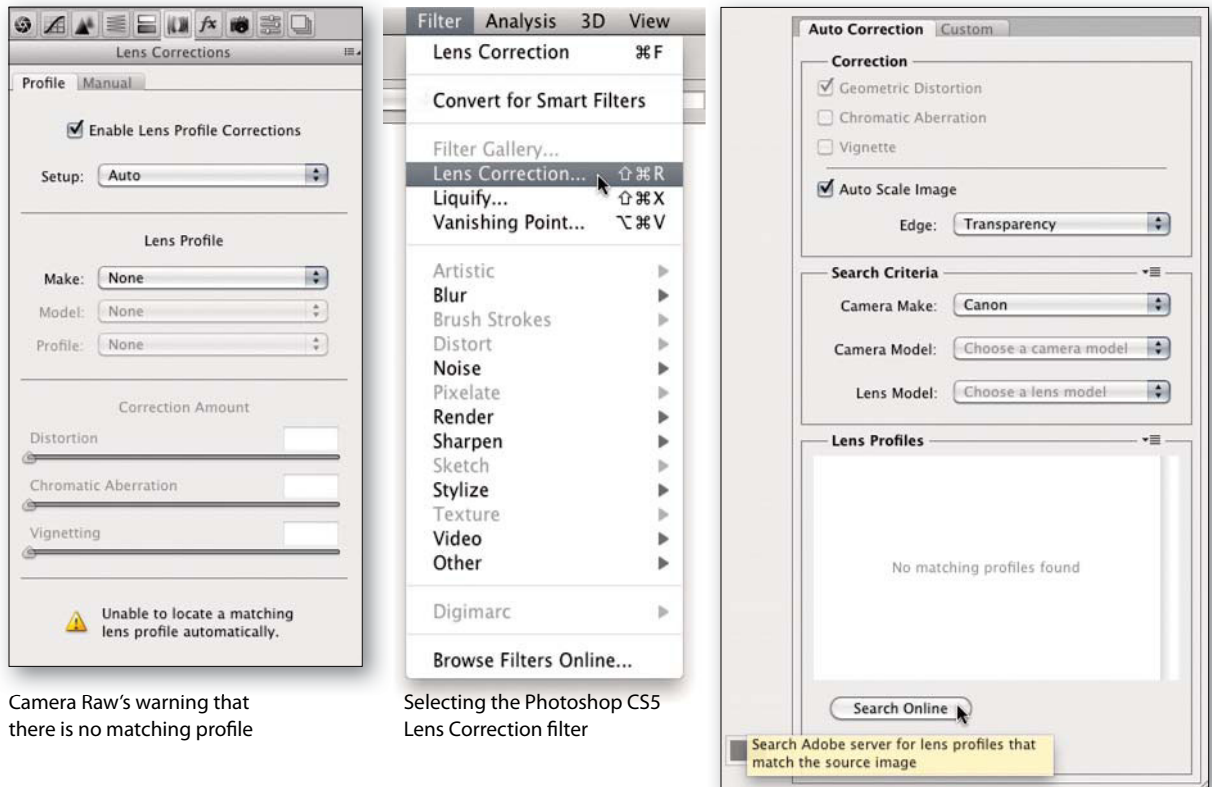 fx
Lens Corrections
Profile Manual
Enable Lens Profile Corrections
Setup: Auto
Lens Profile
Make: None
Model: None
Profile: None
Correction Amount
Distortion
Chromatic Aberration
Vignetting
Unable to locate a matching
lens profile automatically.
Camera Raw's warning that
there is no matching profile
Filter Analysis 3D View
Lens Correction ⌘F
Convert for Smart Filters
Filter Gallery...
Lens Correction... ⇧⌘R
Liquify... ⇧⌘X
Vanishing Point... ⌥⌘V
Artistic
Blur
Brush Strokes
Distort
Noise
Pixelate
Render
Sharpen
Sketch
Stylize
Texture
Video
Other
Digimarc
Browse Filters Online...
Selecting the Photoshop CS5
Lens Correction filter
Auto Correction Custom
Correction
Geometric Distortion
Chromatic Aberration
Vignette
Auto Scale Image
Edge: Transparency
Search Criteria
Camera Make: Canon
Camera Model: Choose a camera model
Lens Model: Choose a lens model
Lens Profiles
No matching profiles found
Search Online
Search Adobe server for lens profiles that
match the source image